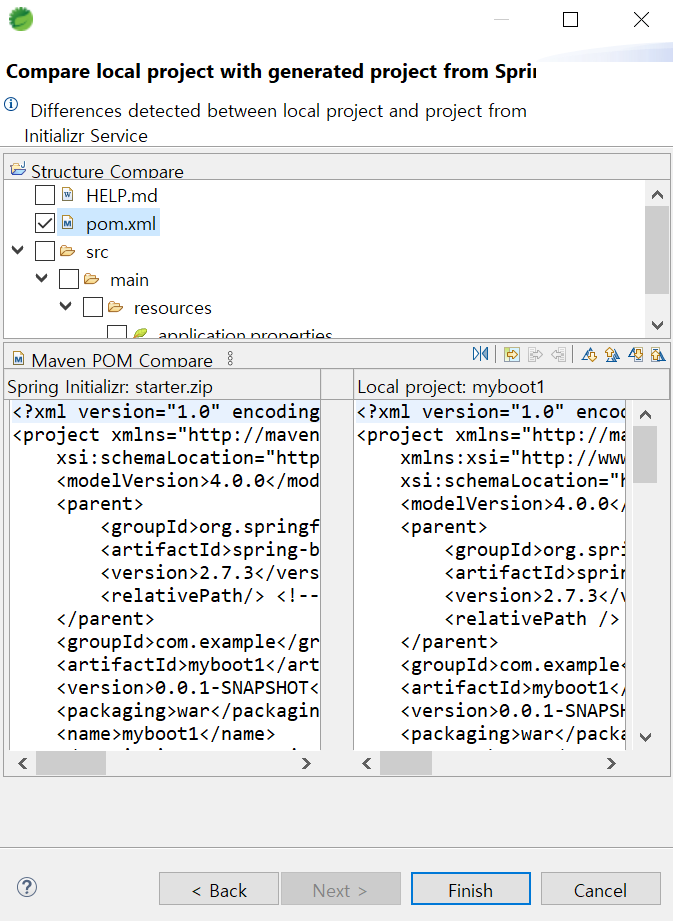 Compare local project with generated project from Spri
Differences detected between local project and project from
Initializr Service
Structure Compare
HELP.md
pom.xml
src
main
resources
application.properties
Maven POM Compare
Spring Initializr: starter.zip
<?xml version="1.0" encoding
<project xmlns="http://maven
xsi:schemaLocation="http
<modelVersion>4.0.0</mod
<parent>
<groupId>org.springf
<artifactId>spring-b
<version>2.7.3</vers
<relativePath/> <!--
</parent>
<groupId>com.example</gr
<artifactId>myboot1</art
<version>0.0.1-SNAPSHOT<
<packaging>war</packagin
<name>myboot1</name>
Local project: myboot1
<?xml version="1.0" enco
<project xmlns="http://ma
xmlns:xsi="http://www
xsi:schemaLocation="h
<modelVersion>4.0.0</
<parent>
<groupId>org.spri
<artifactId>sprin
<version>2.7.3</v
<relativePath />
</parent>
<groupId>com.example<
<artifactId>myboot1</
<version>0.0.1-SNAPSH
<packaging>war</packa
< Back
Next >
Finish
Cancel